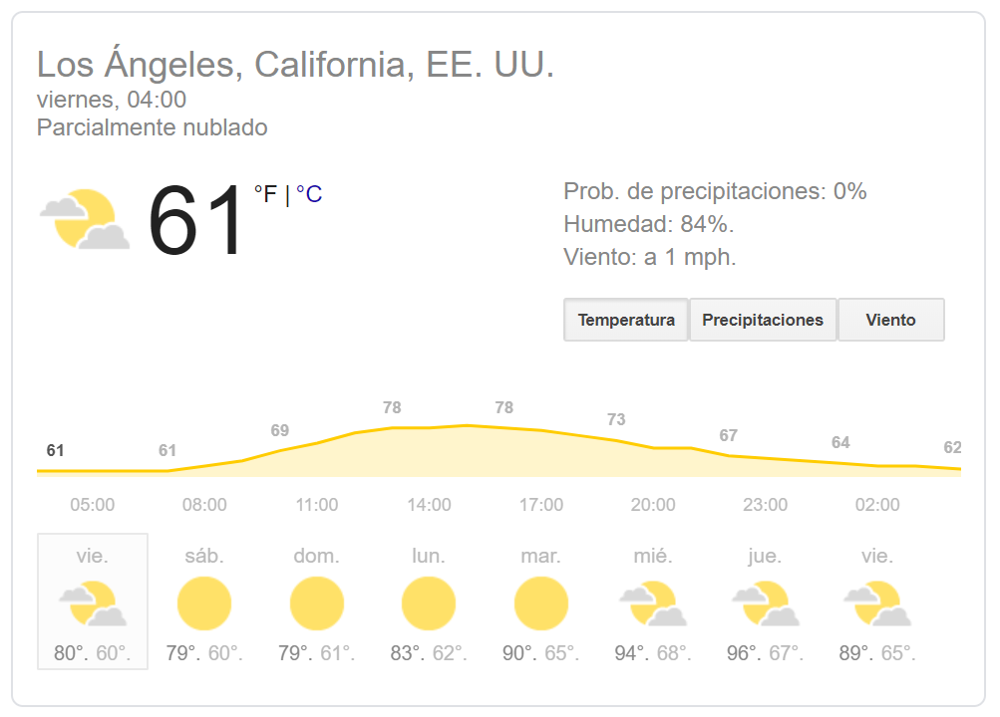 Los Ángeles, California, EE. UU.
viernes, 04:00
Parcialmente nublado
61 °F | °C
Prob. de precipitaciones: 0%
Humedad: 84%.
Viento: a 1 mph.
Temperatura Precipitaciones Viento
61 61 69 78 78 73 67 64 62
05:00 08:00 11:00 14:00 17:00 20:00 23:00 02:00
vie. sáb. dom. lun. mar. mié. jue. vie.
80°. 60°. 79°. 60°. 79°. 61°. 83°. 62°. 90°. 65°. 94°. 68°. 96°. 67°. 89°. 65°.